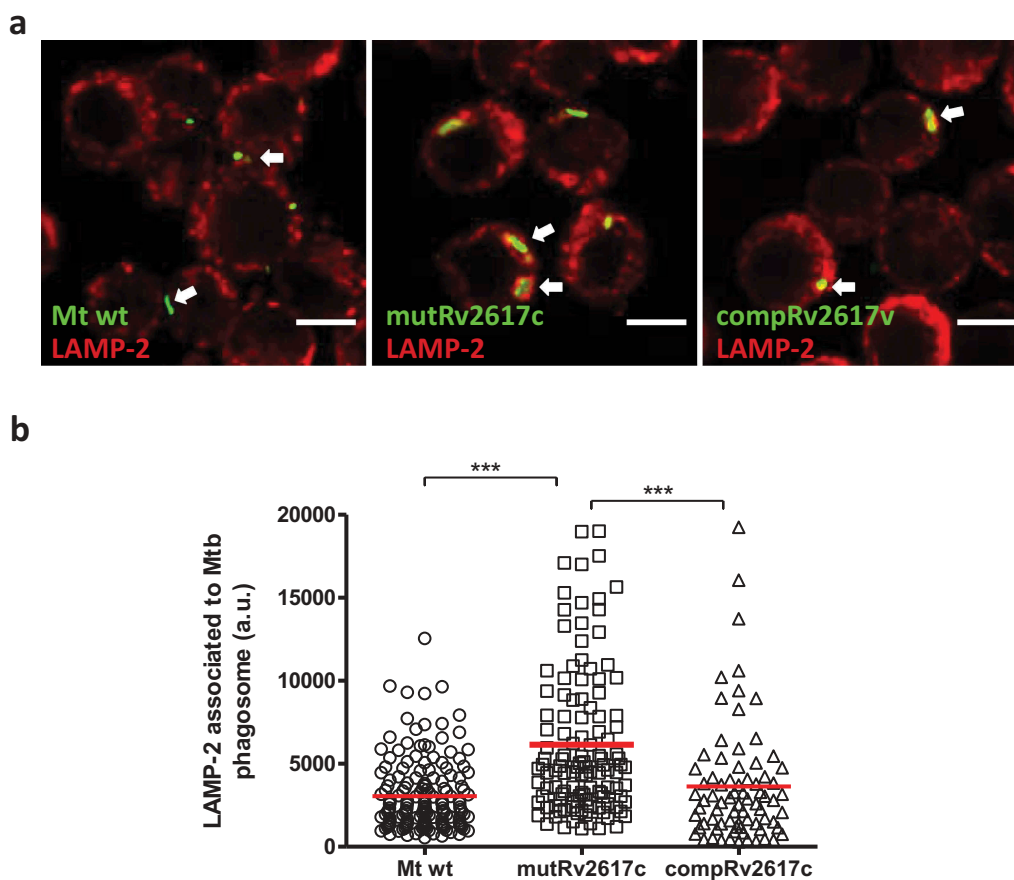 a
Mt wt
LAMP-2
mutRv2617c
LAMP-2
compRv2617v
LAMP-2
b
***
***
LAMP-2 associated to Mtb
phagosome (a.u.)
20000
15000
10000
5000
0
Mt wt
mutRv2617c
compRv2617c